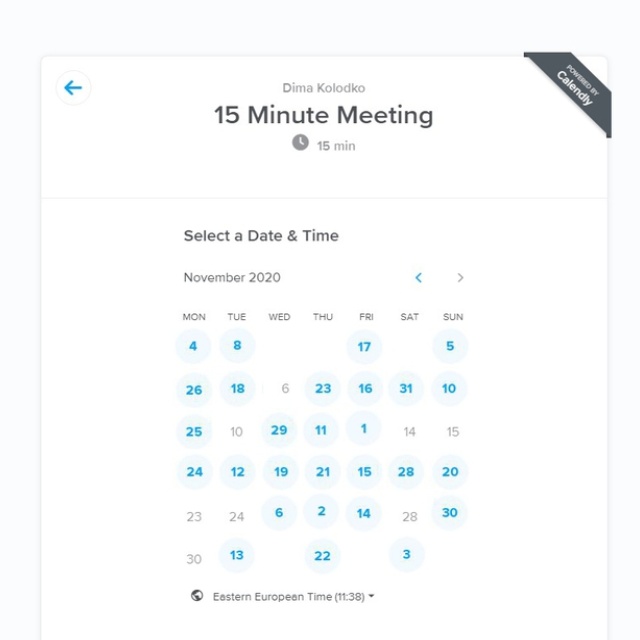 POWERED BY
Calendly
Dima Kolodko
15 Minute Meeting
15 min
Select a Date & Time
November 2020
MON TUE WED THU FRI SAT SUN
4 8 17 5
26 18 6 23 16 31 10
25 10 29 11 1 14 15
24 12 19 21 15 28 20
23 24 6 2 14 28 30
30 13 22 3
Eastern European Time (11:38)